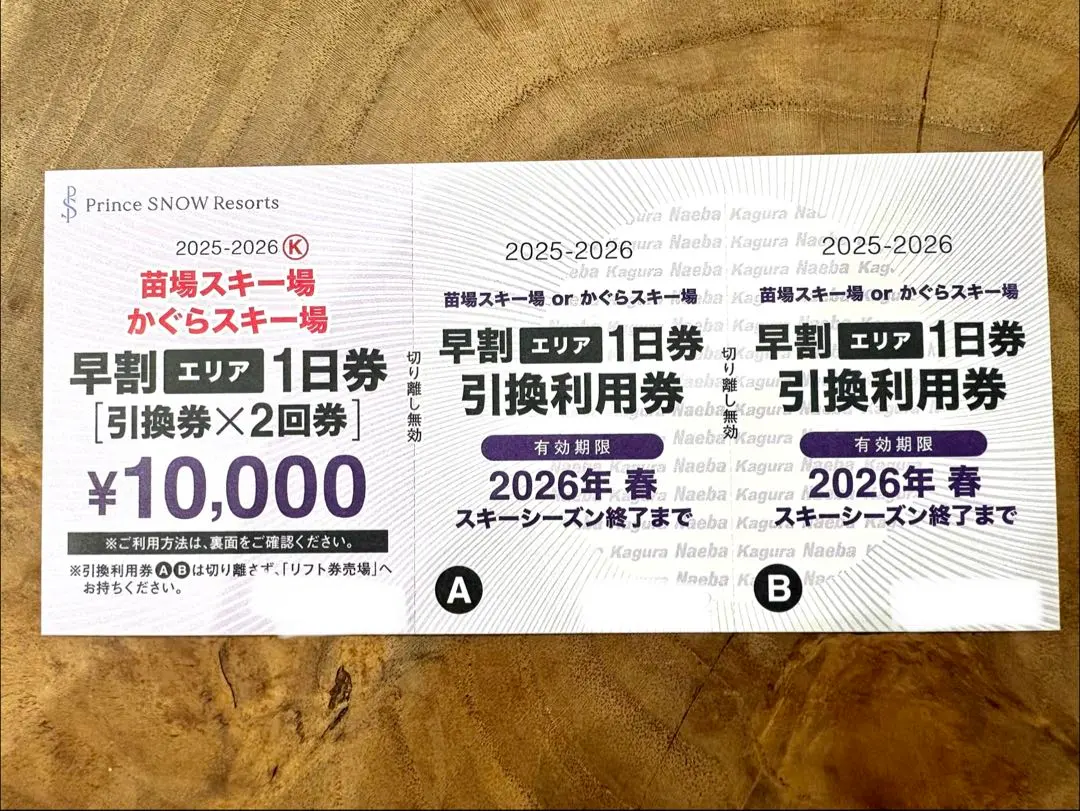 Prince SNOW Resorts
2025-2026 Ⓚ
苗場スキー場
かぐらスキー場
早割 エリア 1日券
[引換券×2回券]
¥10,000
※ご利用方法は、裏面をご確認ください。
※引換利用券ABは切り離さず、「リフト券売場」へ
お持ちください。
切り離し無効
2025-2026
苗場スキー場 or かぐらスキー場
早割 エリア 1日券
引換利用券
有効期限
2026年 春
スキーシーズン終了まで
A
切り離し無効
2025-2026
苗場スキー場 or かぐらスキー場
早割 エリア 1日券
引換利用券
有効期限
2026年 春
スキーシーズン終了まで
B